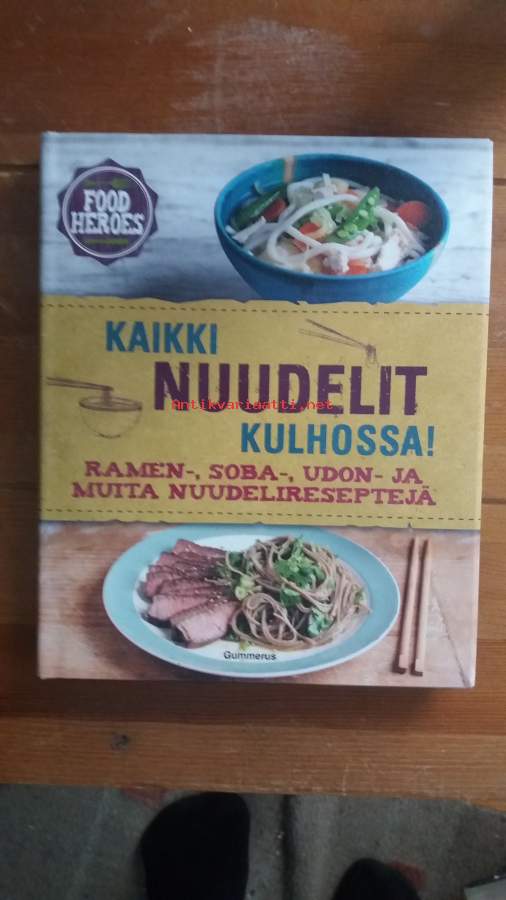 FOOD
HEROES
KAIKKI
NUUDELIT
Antikvariaatti.net
KULHOSSA!
RAMEN-, SOBA-, UDON- JA
MUITA NUUDELIRESEPTEJÄ
Gummerus